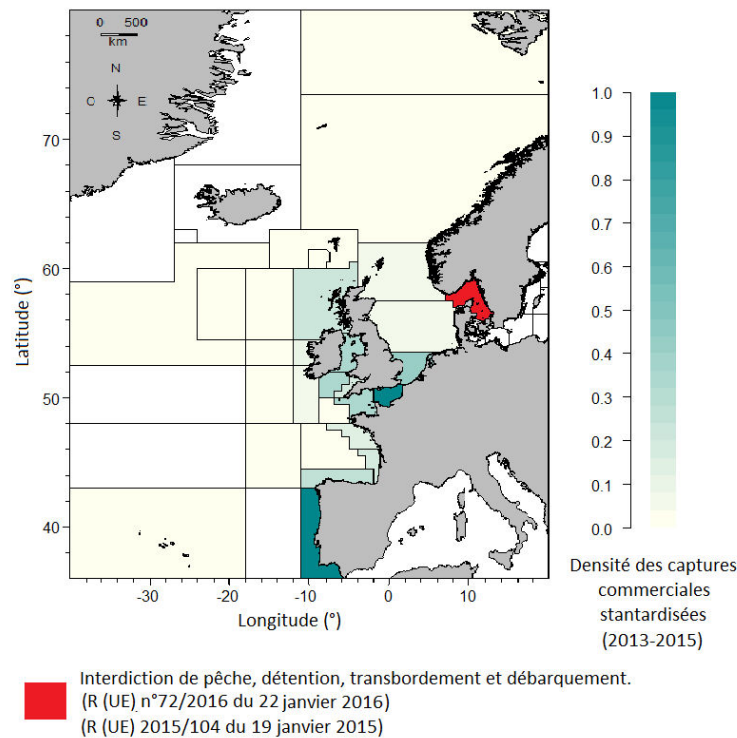 0 500
km
N
O E
S
70
60
50
40
Latitude (°)
-30 -20 -10 0 10
Longitude (°)
1.0
0.9
0.8
0.7
0.6
0.5
0.4
0.3
0.2
0.1
0.0
Densité des captures
commerciales
stantardisées
(2013-2015)
Interdiction de pêche, détention, transbordement et débarquement.
(R (UE) n°72/2016 du 22 janvier 2016)
(R (UE) 2015/104 du 19 janvier 2015)